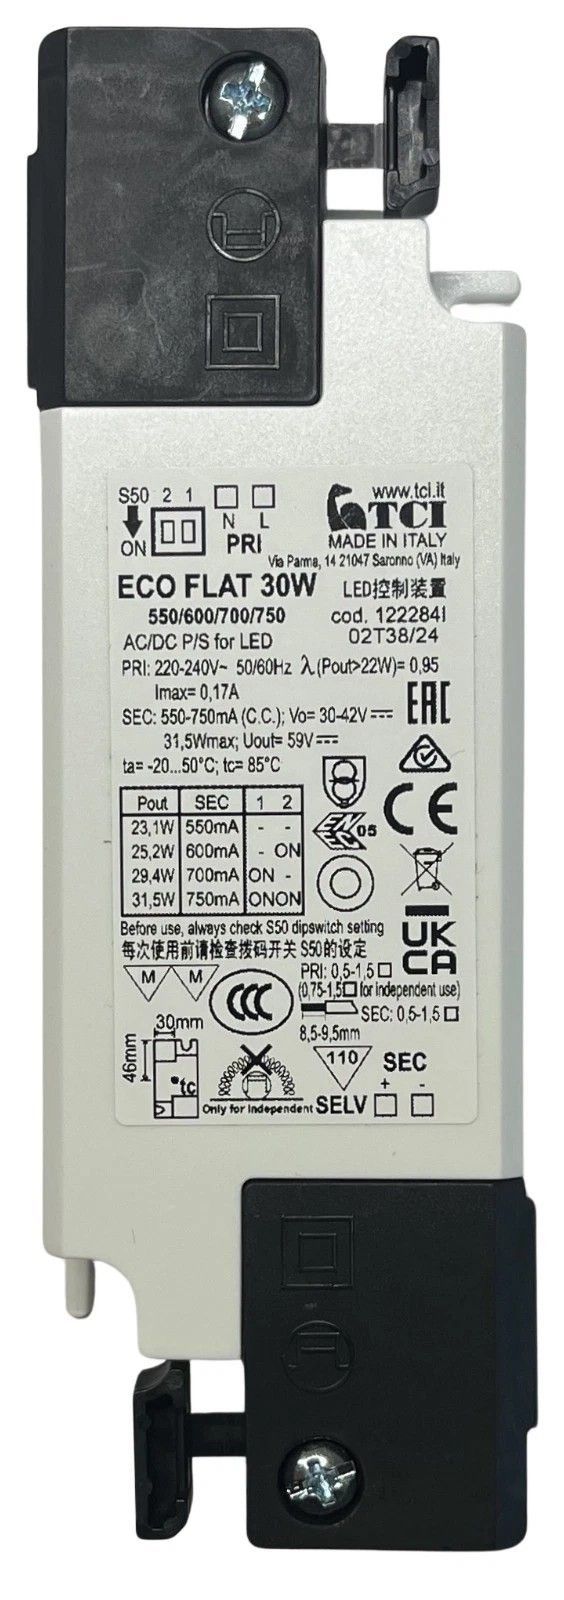 S50 2 1
ON
N L
PRI
www.tci.it
TCI
MADE IN ITALY
Via Parma, 14 21047 Saronno (VA) Italy
ECO FLAT 30W
LED控制装置
550/600/700/750
cod. 122284I
AC/DC P/S for LED
02T38/24
PRI: 220-240V~ 50/60Hz λ(Pout>22W)= 0,95
Imax= 0,17A
SEC: 550-750mA (C.C.); Vo= 30-42V⎓
31,5Wmax; Uout= 59V⎓
ta= -20...50°C; tc= 85°C
EAC
CE
Pout SEC 1 2
23,1W 550mA - -
25,2W 600mA - ON
29,4W 700mA ON -
31,5W 750mA ON ON
ENEC 05
Before use, always check S50 dipswitch setting
每次使用前请检查拨码开关 S50的设定
UK
CA
M M
CCC
PRI: 0,5-1,5□
(0,75-1,5□ for independent use)
SEC: 0,5-1,5□
8,5-9,5mm
30mm
46mm
•tc
Only for Independent
110
SEC
SELV + -